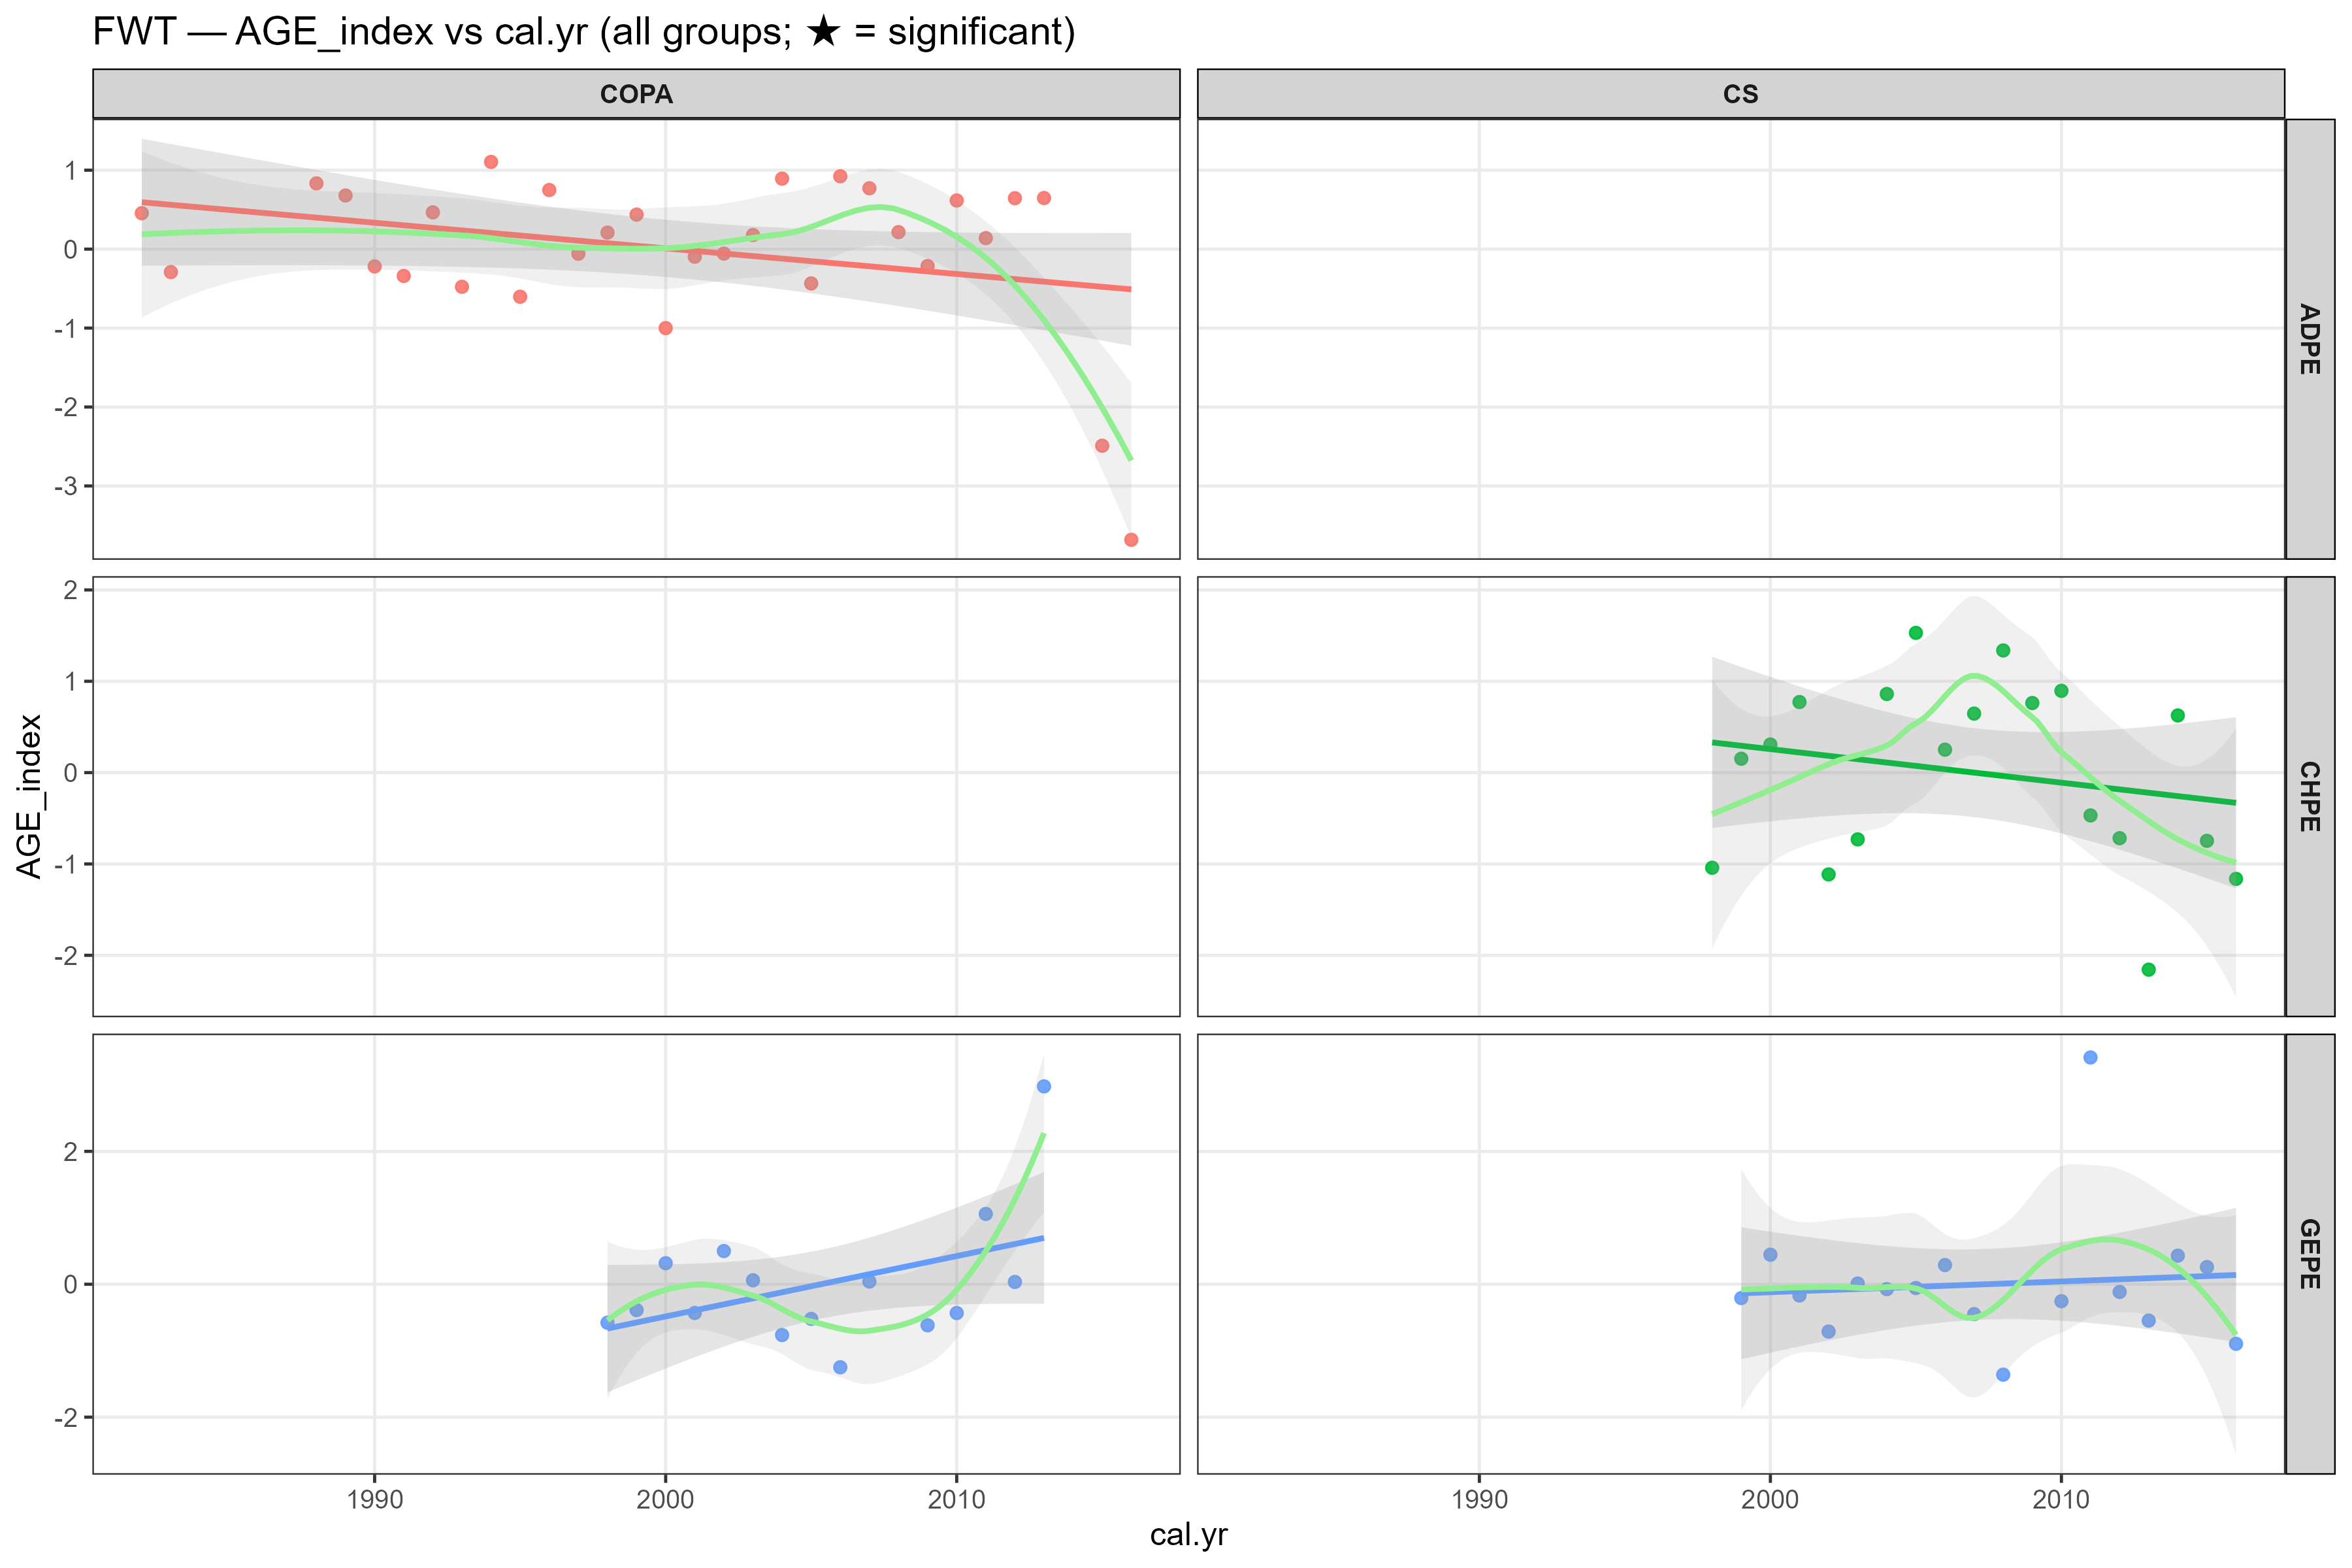 FWT — AGE_index vs cal.yr (all groups; ★ = significant)
COPA
CS
1
0
-1
-2
-3
ADPE
2
1
0
-1
-2
CHPE
AGE_index
2
0
-2
GEPE
1990
2000
2010
1990
2000
2010
cal.yr